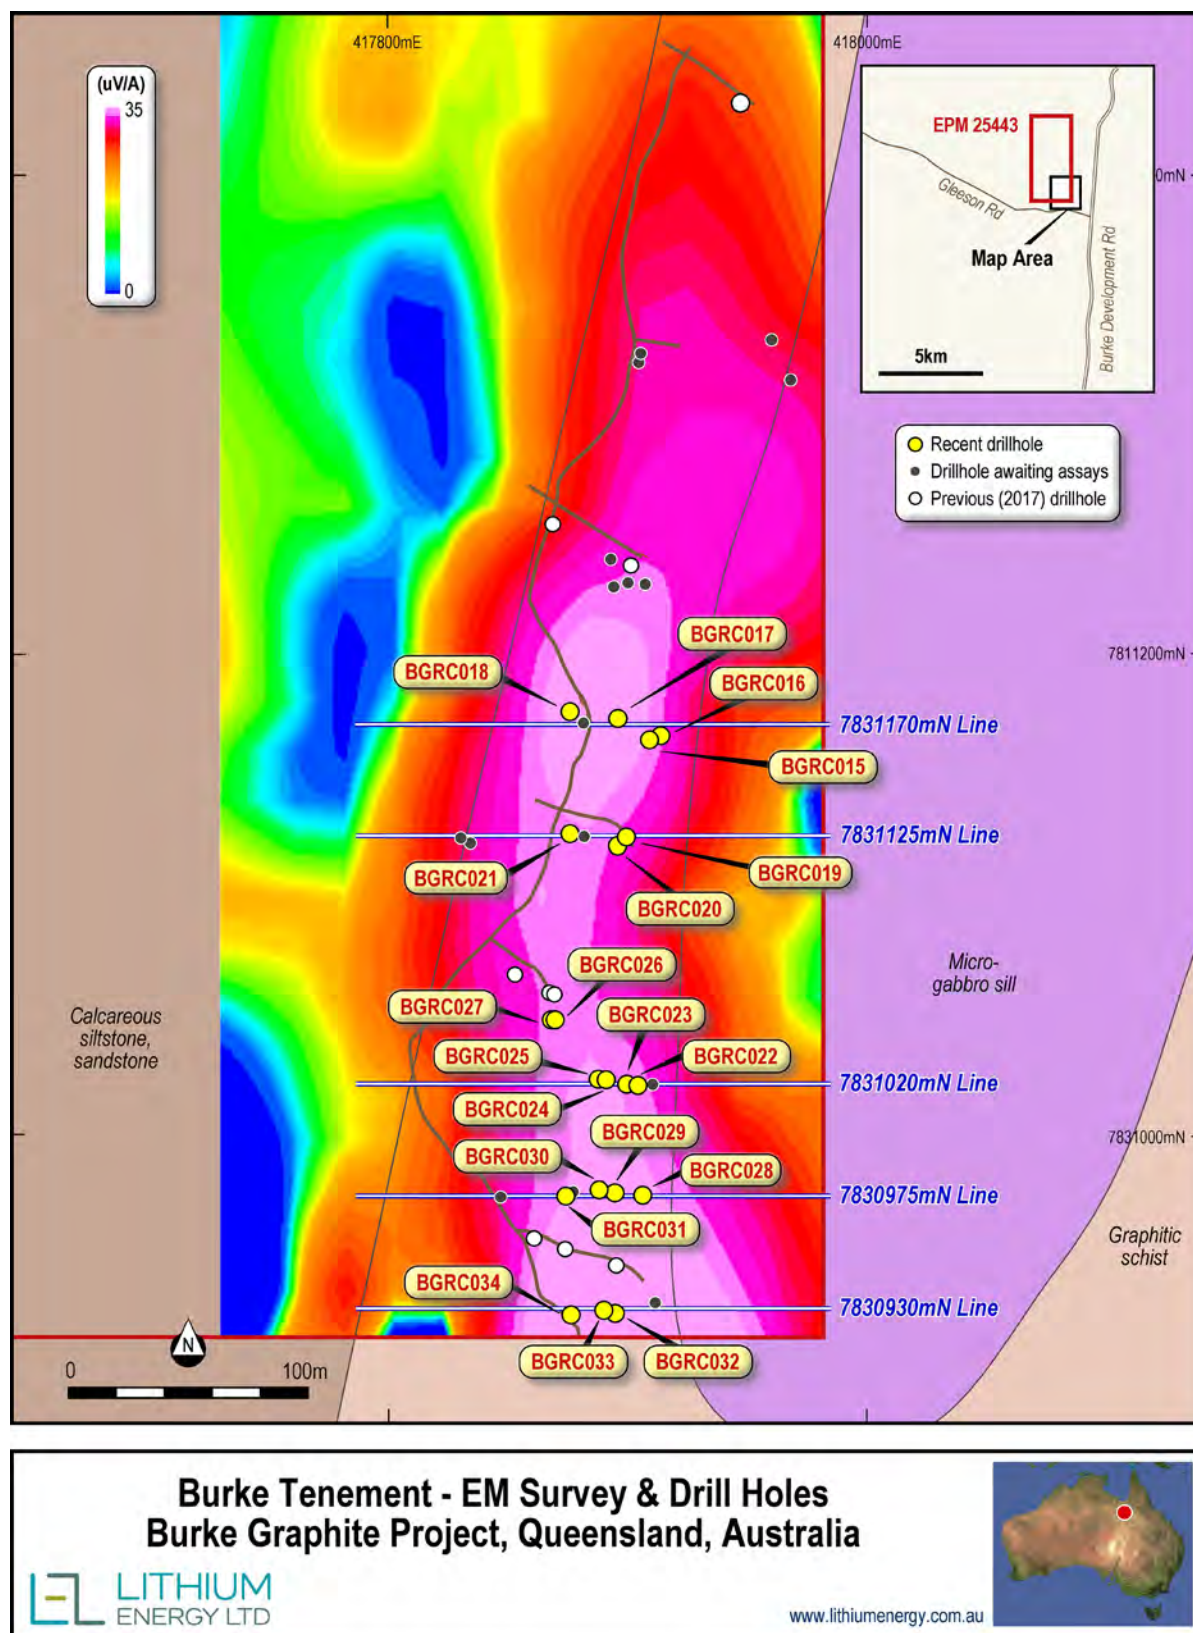 417800mE
418000mE
(uV/A)
35
0
EPM 25443
Gleeson Rd
Map Area
Burke Development Rd
5km
0mN
Recent drillhole
Drillhole awaiting assays
Previous (2017) drillhole
BGRC017
BGRC018
BGRC016
7811200mN
7831170mN Line
BGRC015
7831125mN Line
BGRC021
BGRC019
BGRC020
BGRC026
Micro-
gabbro sill
BGRC027
BGRC023
Calcareous
siltstone,
sandstone
BGRC025
BGRC022
7831020mN Line
BGRC024
BGRC029
7831000mN
BGRC030
BGRC028
7830975mN Line
BGRC031
Graphitic
schist
BGRC034
7830930mN Line
N
BGRC033
BGRC032
0
100m
Burke Tenement - EM Survey & Drill Holes
Burke Graphite Project, Queensland, Australia
LITHIUM
ENERGY LTD
www.lithiumenergy.com.au